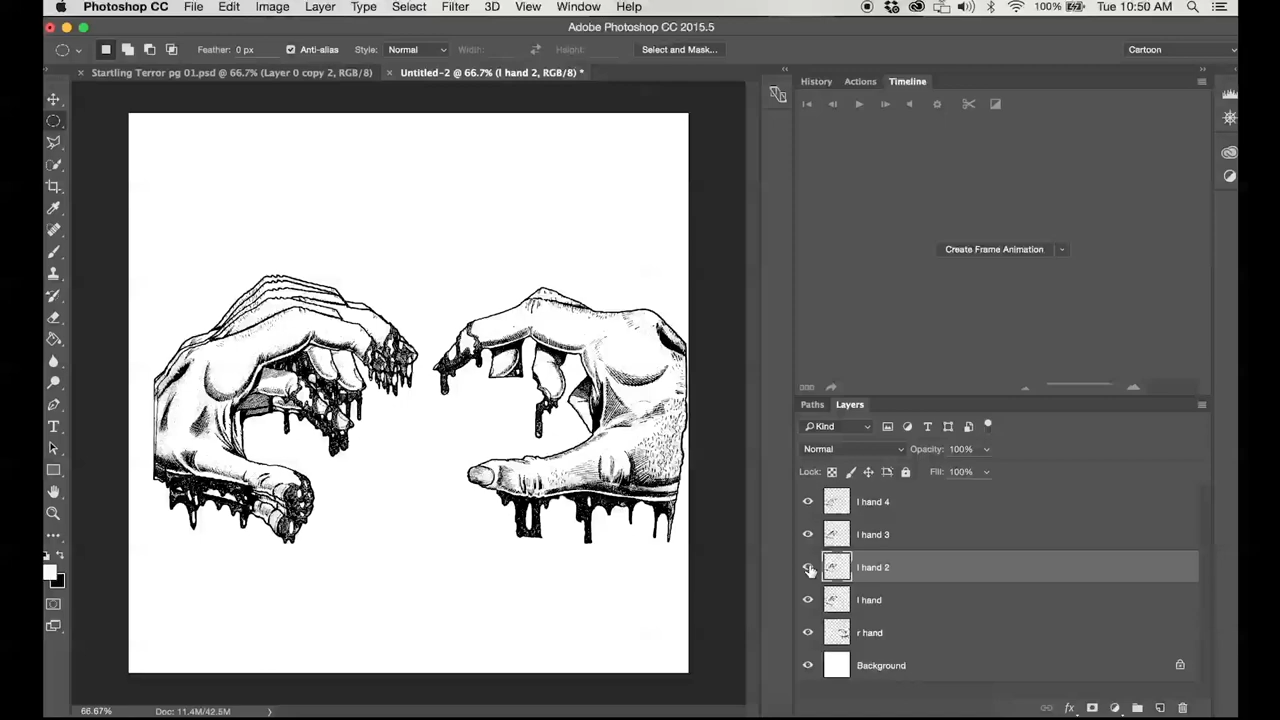 Photoshop CC File Edit Image Layer Type Select Filter 3D View Window Help 100% Tue 10:50 AM
Adobe Photoshop CC 2015.5
Feather: 0 px Anti-alias Style: Normal Width: Height: Select and Mask... Cartoon
Startling Terror pg 01.psd @ 66.7% (Layer 0 copy 2, RGB/8) Untitled-2 @ 66.7% (l hand 2, RGB/8) *
History Actions Timeline
Create Frame Animation
Paths Layers
Kind
Normal Opacity: 100%
Lock: Fill: 100%
l hand 4
l hand 3
l hand 2
l hand
r hand
Background
66.67% Doc: 11.4M/42.5M